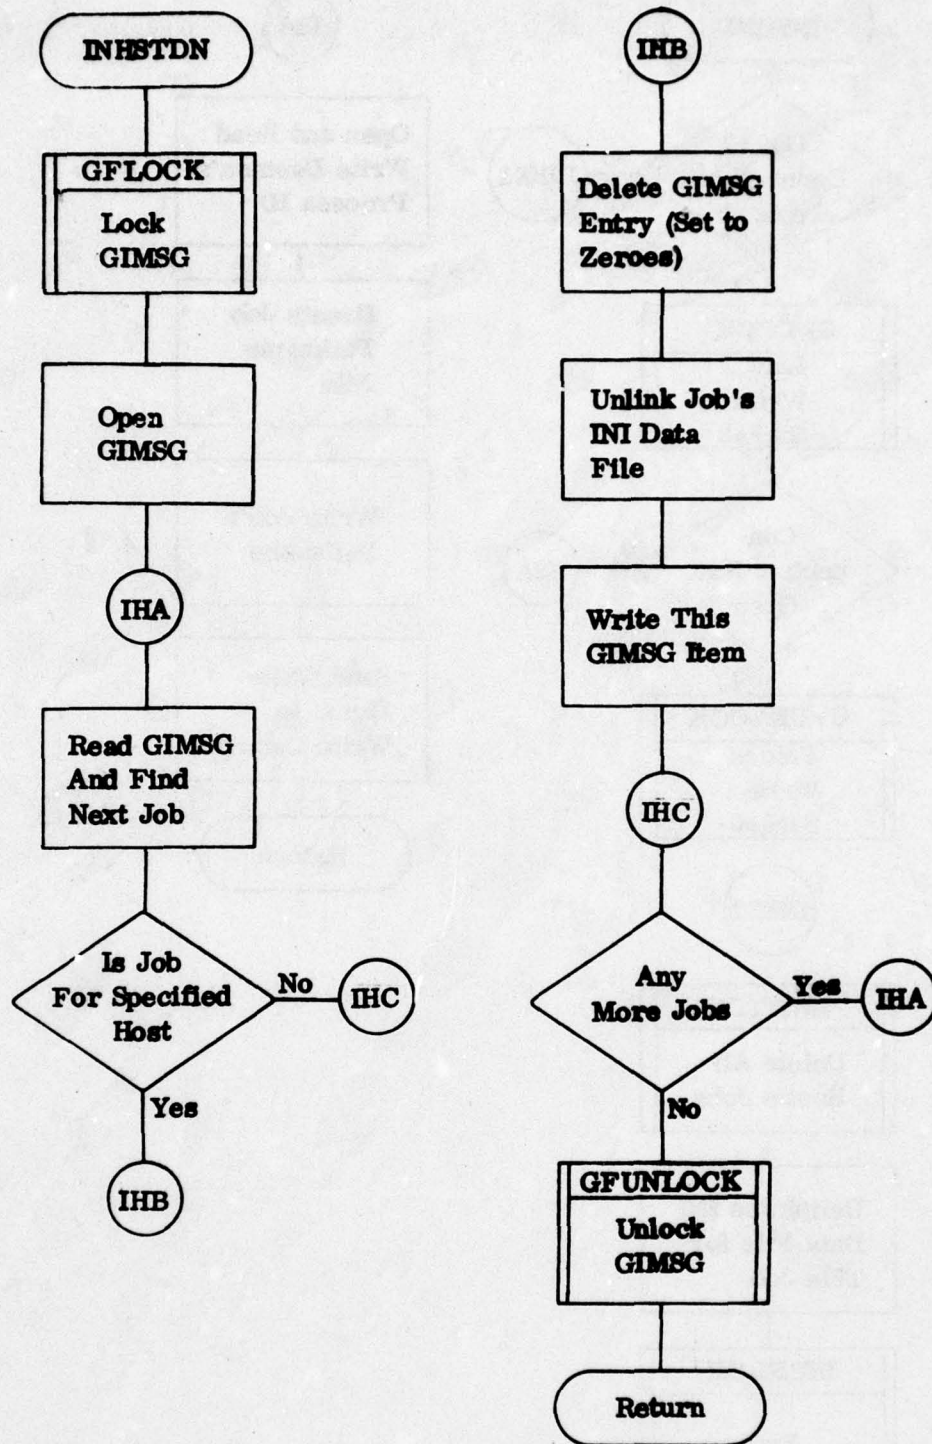 INHSTDN
GFLOCK
Lock
GIMSG
Open
GIMSG
IHA
Read GIMSG
And Find
Next Job
Is Job
For Specified
Host
No
IHC
Yes
IHB
IHB
Delete GIMSG
Entry (Set to
Zeroes)
Unlink Job's
INI Data
File
Write This
GIMSG Item
IHC
Any
More Jobs
Yes
IHA
No
GFUNLOCK
Unlock
GIMSG
Return